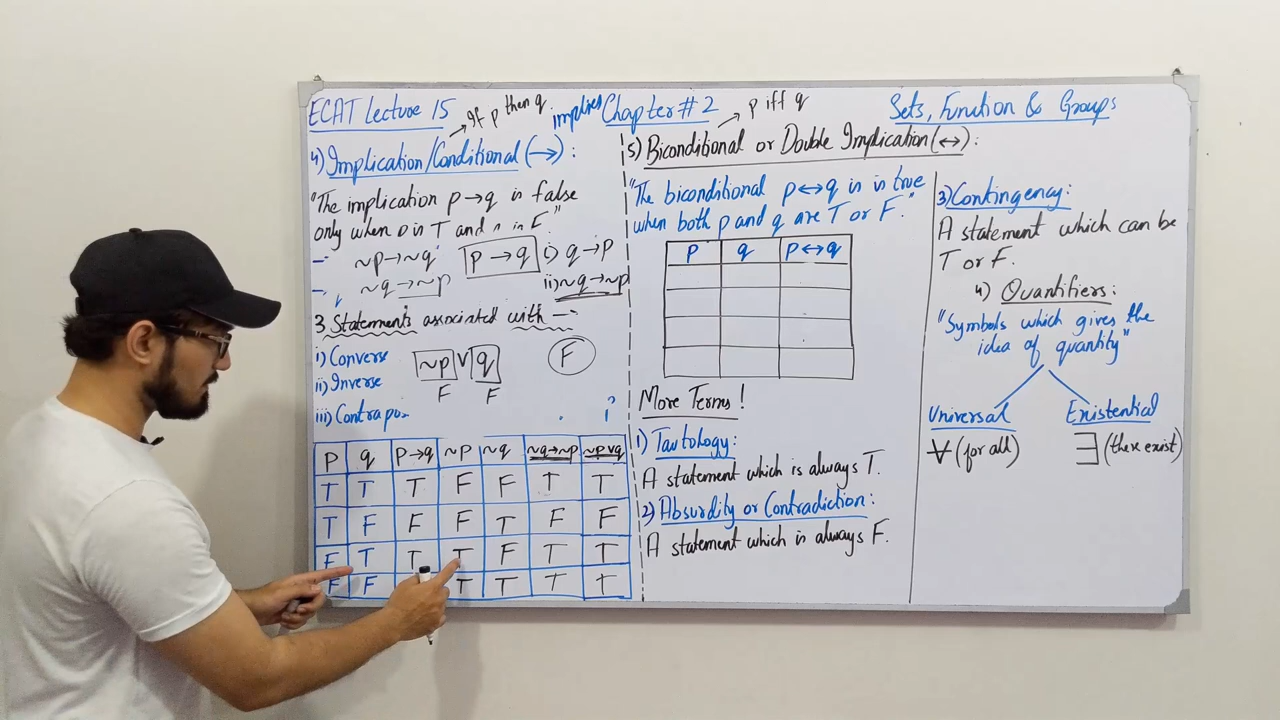 ECAT Lecture 15
→ If p then q
implies
Chapter # 2
→ p iff q
Sets, Function & Groups
4) Implication/Conditional (→) :
"The implication p→q is false
only when p is T and q is F."
~p→~q
~q→~p
p→q
i) q→p
ii) ~q→~p
3 Statements associated with
i) Converse
ii) Inverse
iii) Contrapos
~p v q
F F
F
p q p→q ~p ~q ~q→~p ~p v q
T T T F F T T
T F F F T F F
F T T T F T T
F F T T T T
5) Biconditional or Double Implication (↔) :
"The biconditional p↔q is is true
when both p and q are T or F."
p q p↔q
More Terms!
1) Tautology:
A statement which is always T.
2) Absurdity or Contradiction:
A statement which is always F.
3) Contingency:
A statement which can be
T or F.
4) Quantifiers:
"Symbols which gives the
idea of quantity"
Universal
∀ (for all)
Existential
∃ (there exist)